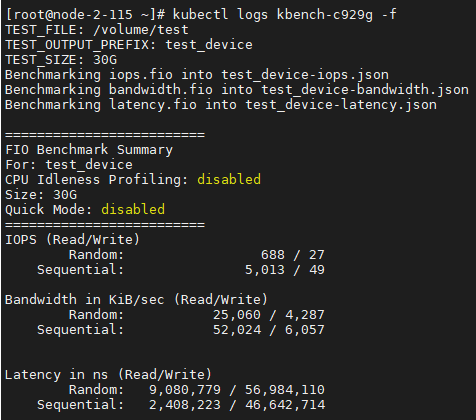 [root@node-2-115 ~]# kubectl logs kbench-c929g -f
TEST_FILE: /volume/test
TEST_OUTPUT_PREFIX: test_device
TEST_SIZE: 30G
Benchmarking iops.fio into test_device-iops.json
Benchmarking bandwidth.fio into test_device-bandwidth.json
Benchmarking latency.fio into test_device-latency.json
=========================
FIO Benchmark Summary
For: test_device
CPU Idleness Profiling: disabled
Size: 30G
Quick Mode: disabled
=========================
IOPS (Read/Write)
Random: 688 / 27
Sequential: 5,013 / 49
Bandwidth in KiB/sec (Read/Write)
Random: 25,060 / 4,287
Sequential: 52,024 / 6,057
Latency in ns (Read/Write)
Random: 9,080,779 / 56,984,110
Sequential: 2,408,223 / 46,642,714